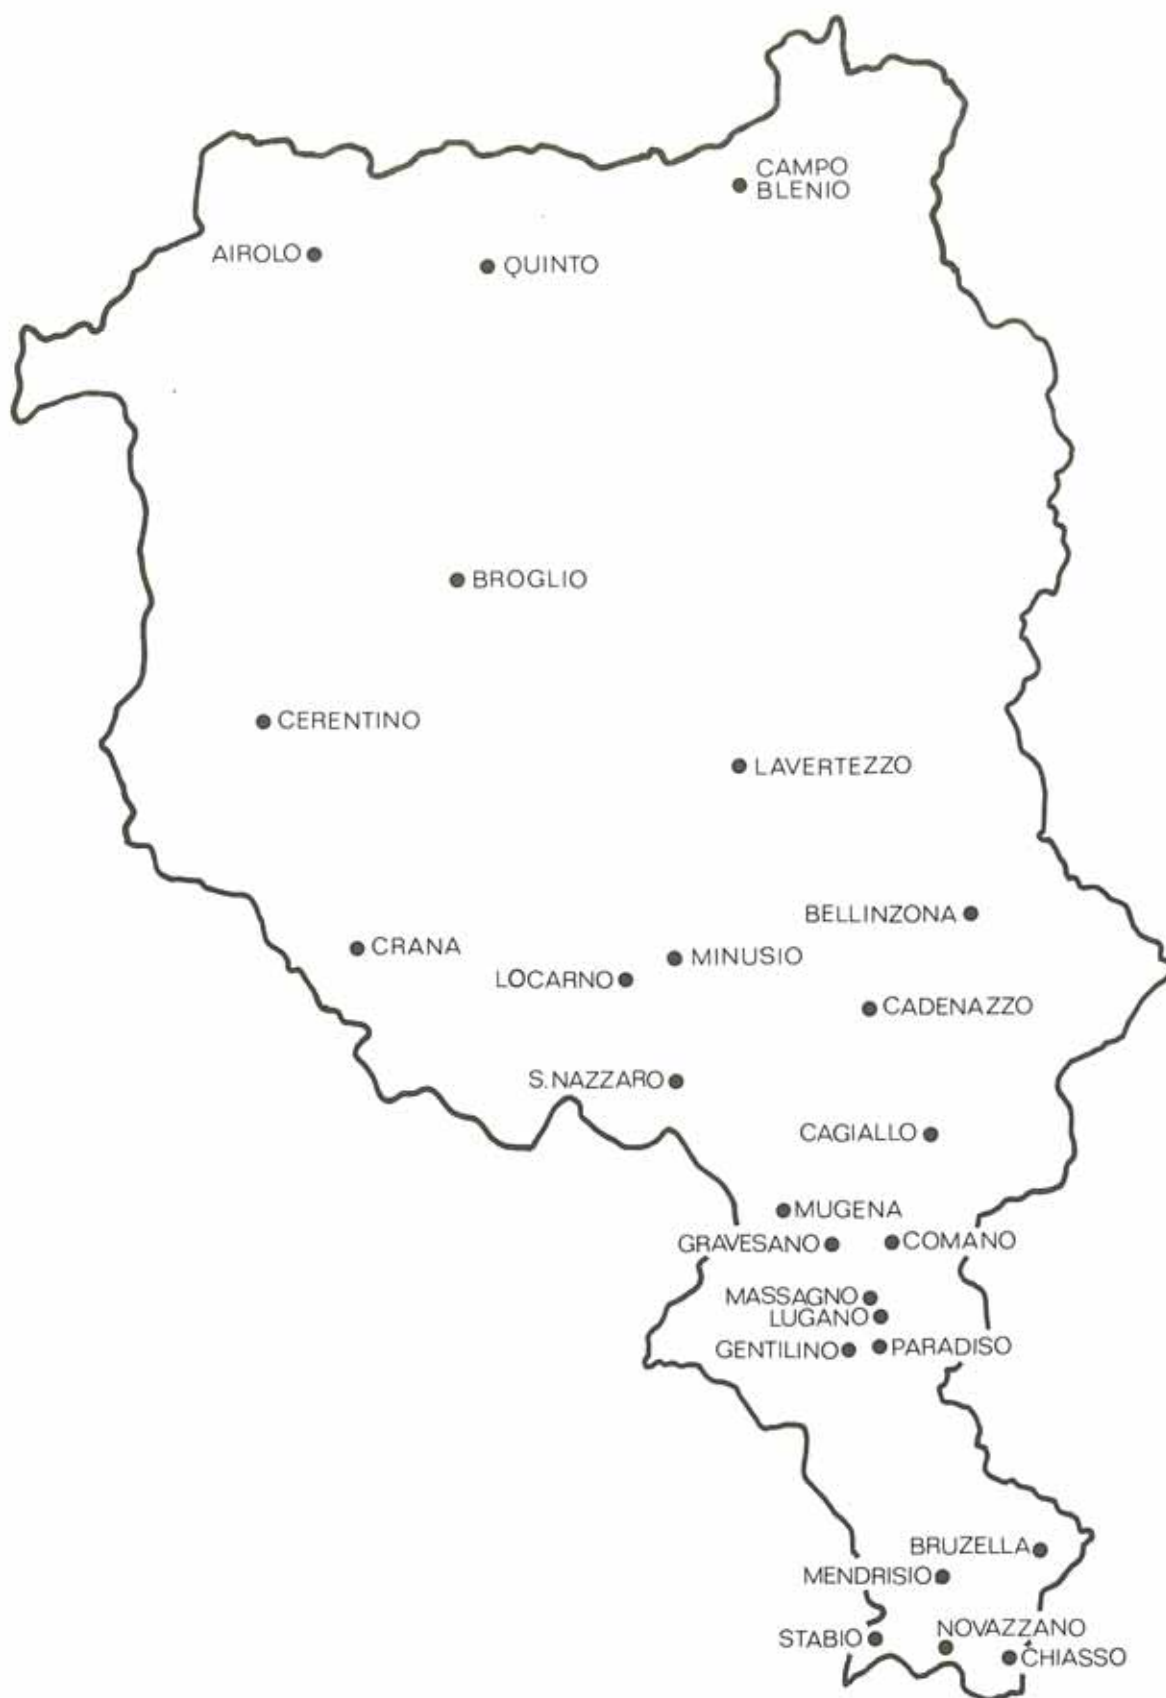 CAMPO
BLENIO
AIROLO
QUINTO
BROGLIO
CERENTINO
LAVERTEZZO
BELLINZONA
CRANA
MINUSIO
LOCARNO
CADENAZZO
S.NAZZARO
CAGIALLO
MUGENA
GRAVESANO
COMANO
MASSAGNO
LUGANO
GENTILINO
PARADISO
BRUZELLA
MENDRISIO
NOVAZZANO
STABIO
CHIASSO